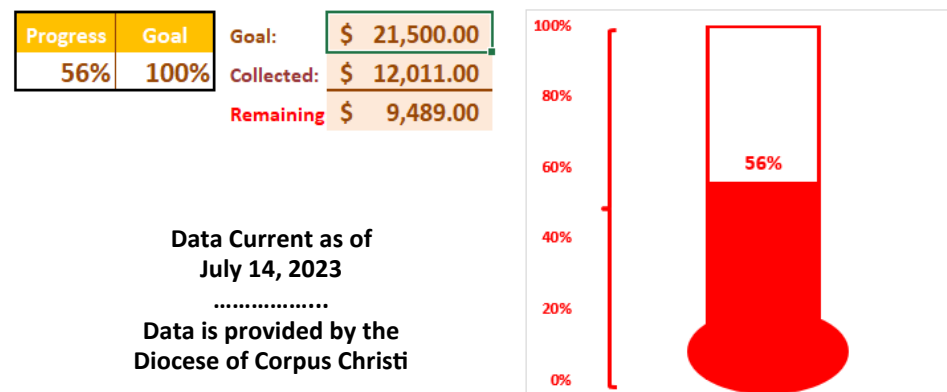 Progress Goal
56% 100%
Goal: $ 21,500.00
Collected: $ 12,011.00
Remaining $ 9,489.00
Data Current as of
July 14, 2023
……………...
Data is provided by the
Diocese of Corpus Christi
100%
80%
60%
40%
20%
0%
56%